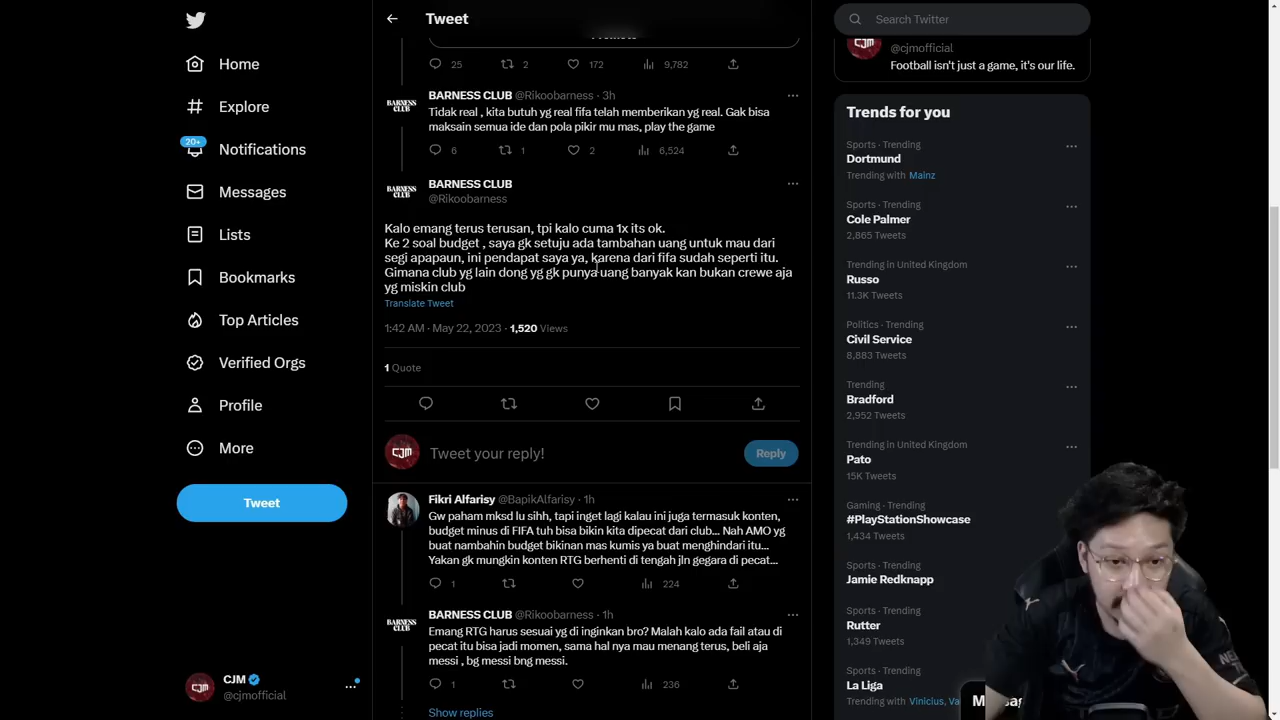 Tweet
Search Twitter
Home
Explore
20+
Notifications
Messages
Lists
Bookmarks
Top Articles
Verified Orgs
Profile
More
Tweet
CJM
@cjmofficial
25
2
172
9,782
BARNESS CLUB
BARNESS CLUB @Rikoobarness · 3h
Tidak real , kita butuh yg real fifa telah memberikan yg real. Gak bisa
maksain semua ide dan pola pikir mu mas, play the game
6
1
2
6,524
BARNESS CLUB
BARNESS CLUB
@Rikoobarness
Kalo emang terus terusan, tpi kalo cuma 1x its ok.
Ke 2 soal budget , saya gk setuju ada tambahan uang untuk mau dari
segi apapaun, ini pendapat saya ya, karena dari fifa sudah seperti itu.
Gimana club yg lain dong yg gk punya uang banyak kan bukan crewe aja
yg miskin club
Translate Tweet
1:42 AM · May 22, 2023 · 1,520 Views
1 Quote
CJM
Tweet your reply!
Reply
Fikri Alfarisy @BapikAlfarisy · 1h
Gw paham mksd lu sihh, tapi inget lagi kalau ini juga termasuk konten,
budget minus di FIFA tuh bisa bikin kita dipecat dari club... Nah AMO yg
buat nambahin budget bikinan mas kumis ya buat menghindari itu...
Yakan gk mungkin konten RTG berhenti di tengah jln gegara di pecat...
1
224
BARNESS CLUB
BARNESS CLUB @Rikoobarness · 1h
Emang RTG harus sesuai yg di inginkan bro? Malah kalo ada fail atau di
pecat itu bisa jadi momen, sama hal nya mau menang terus, beli aja
messi , bg messi bng messi.
1
236
Show replies
CJM
@cjmofficial
Football isn't just a game, it's our life.
Trends for you
Sports · Trending
Dortmund
Trending with Mainz
Sports · Trending
Cole Palmer
2,865 Tweets
Trending in United Kingdom
Russo
11.3K Tweets
Politics · Trending
Civil Service
8,883 Tweets
Trending
Bradford
2,952 Tweets
Trending in United Kingdom
Pato
15K Tweets
Gaming · Trending
#PlayStationShowcase
1,434 Tweets
Sports · Trending
Jamie Redknapp
Sports · Trending
Rutter
1,349 Tweets
Sports · Trending
La Liga
Trending with Vinicius, Va